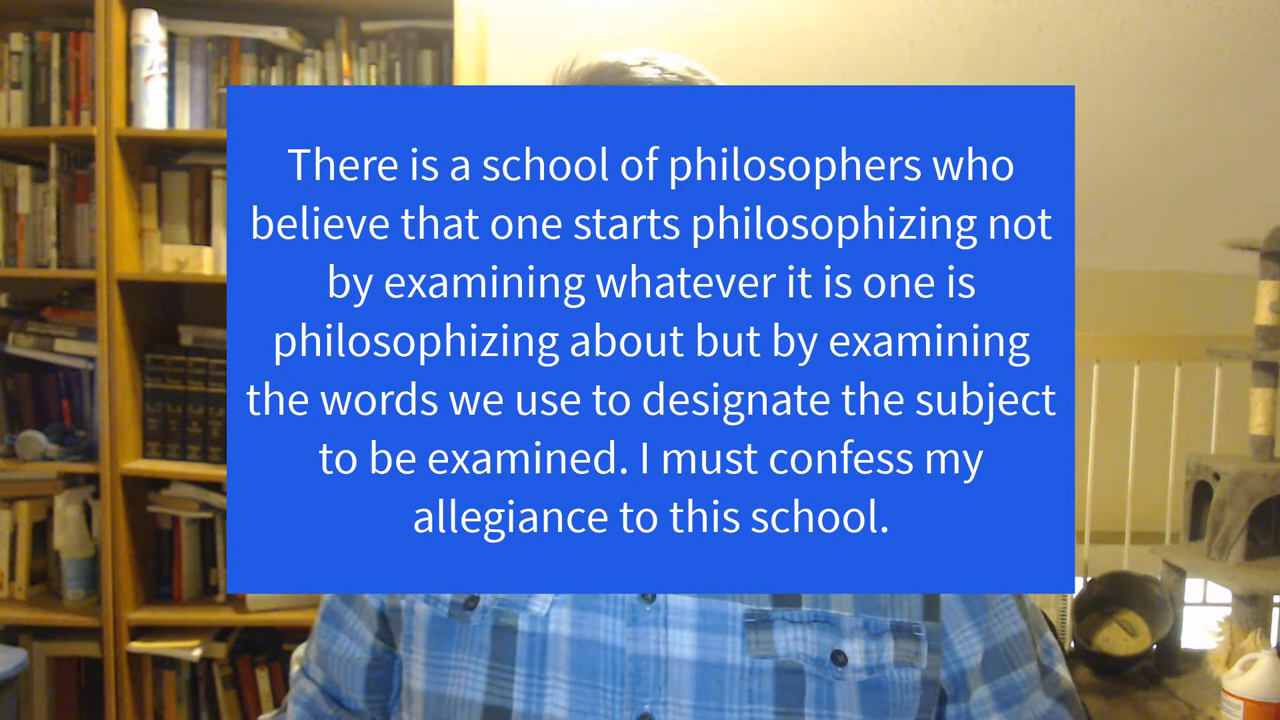 There is a school of philosophers who
believe that one starts philosophizing not
by examining whatever it is one is
philosophizing about but by examining
the words we use to designate the subject
to be examined. I must confess my
allegiance to this school.